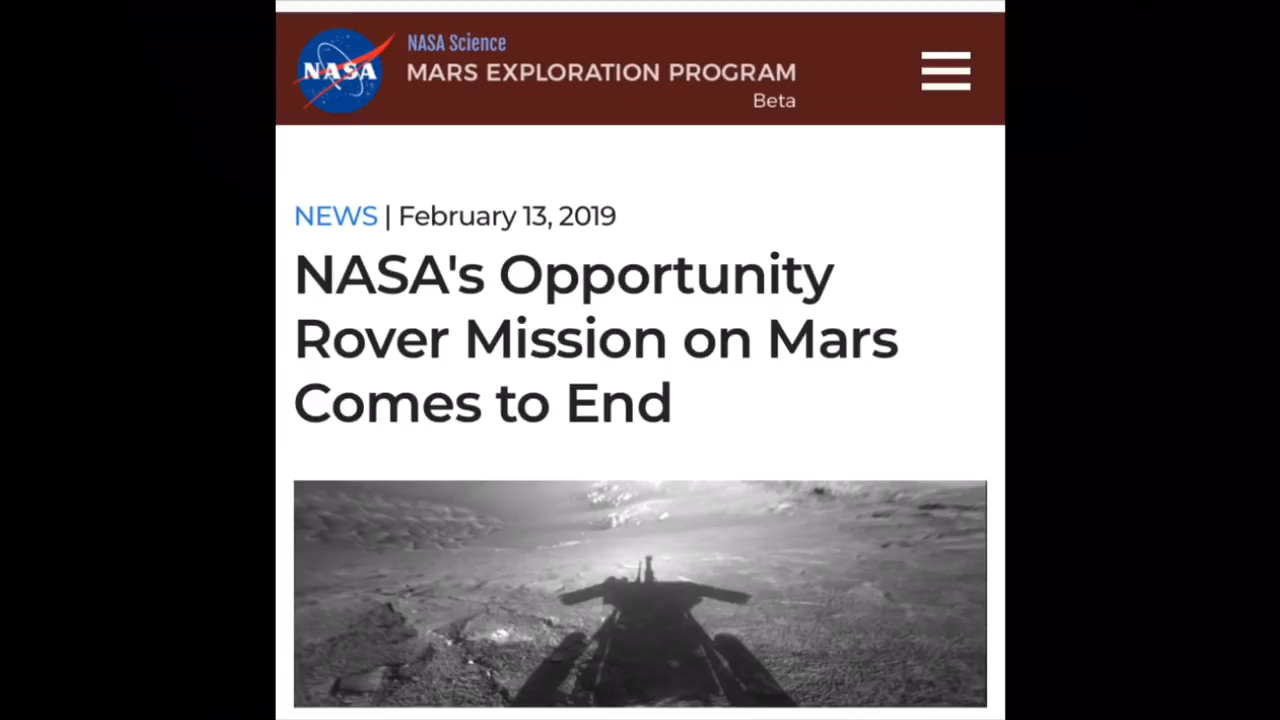 NASA
NASA Science
MARS EXPLORATION PROGRAM
Beta
NEWS | February 13, 2019
NASA's Opportunity
Rover Mission on Mars
Comes to End